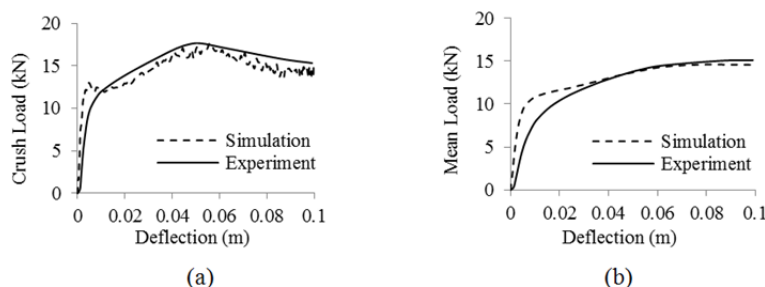 Crush Load (kN)
20
15
10
5
0
Simulation
Experiment
0 0.02 0.04 0.06 0.08 0.1
Deflection (m)
(a)
Mean Load (kN)
20
15
10
5
0
Simulation
Experiment
0 0.02 0.04 0.06 0.08 0.1
Deflection (m)
(b)